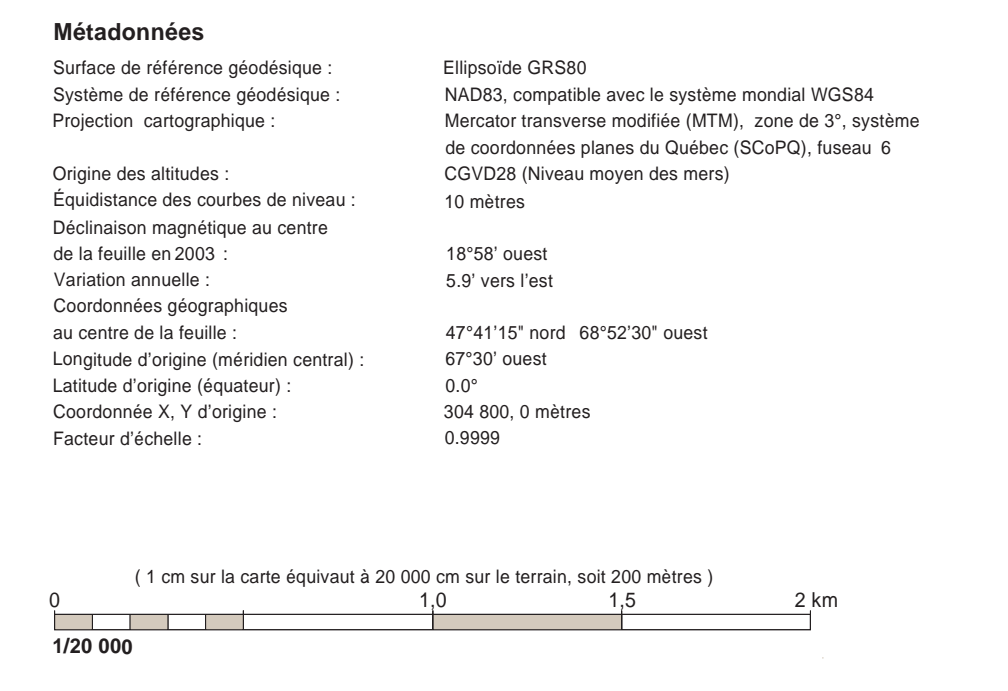 Métadonnées
Surface de référence géodésique : Ellipsoïde GRS80
Système de référence géodésique : NAD83, compatible avec le système mondial WGS84
Projection cartographique : Mercator transverse modifiée (MTM), zone de 3°, système
de coordonnées planes du Québec (SCoPQ), fuseau 6
Origine des altitudes : CGVD28 (Niveau moyen des mers)
Équidistance des courbes de niveau : 10 mètres
Déclinaison magnétique au centre
de la feuille en 2003 : 18°58' ouest
Variation annuelle : 5.9' vers l'est
Coordonnées géographiques
au centre de la feuille : 47°41'15" nord 68°52'30" ouest
Longitude d'origine (méridien central) : 67°30' ouest
Latitude d'origine (équateur) : 0.0°
Coordonnée X, Y d'origine : 304 800, 0 mètres
Facteur d'échelle : 0.9999
( 1 cm sur la carte équivaut à 20 000 cm sur le terrain, soit 200 mètres )
0 1,0 1,5 2 km
1/20 000